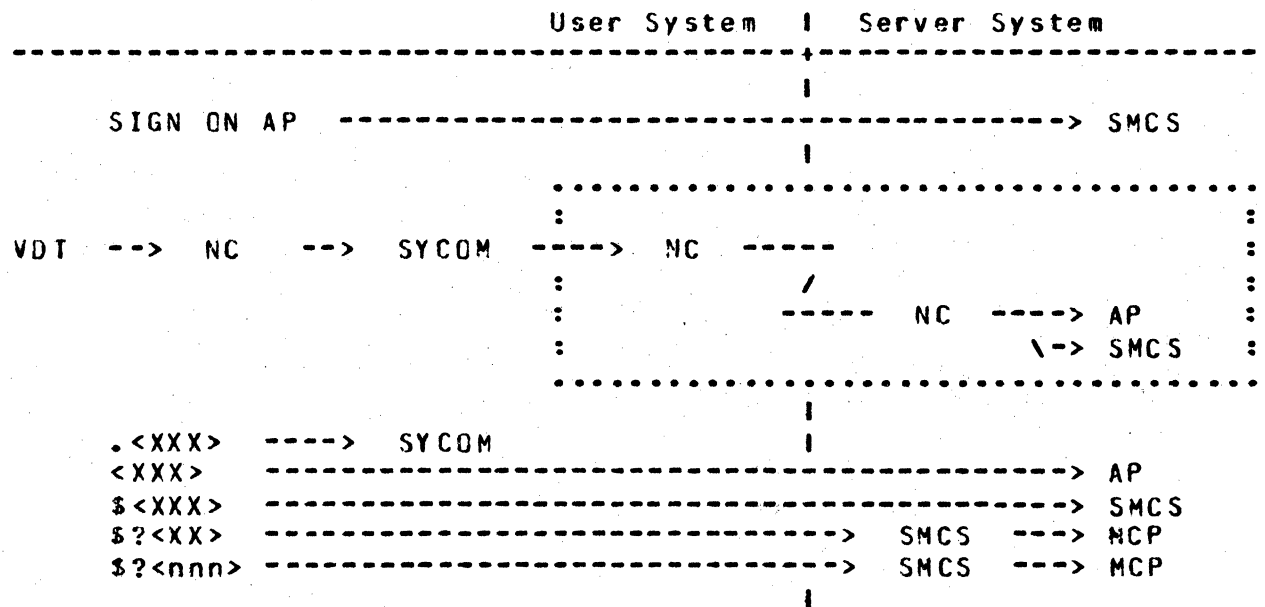 User System | Server System
------------------------------------------+------------------------
|
SIGN ON AP ---------------------------------------> SMCS
|
.....................................
: :
VDT --> NC --> SYCOM ----> NC ----- :
: / :
: ----- NC ----> AP :
: \-> SMCS :
.....................................
|
.<XXX> ----> SYCOM |
<XXX> -------------------------------------------> AP
$<XXX> -------------------------------------------> SMCS
$?<XX> -------------------------------> SMCS ---> MCP
$?<nnn> -------------------------------> SMCS ---> MCP
|